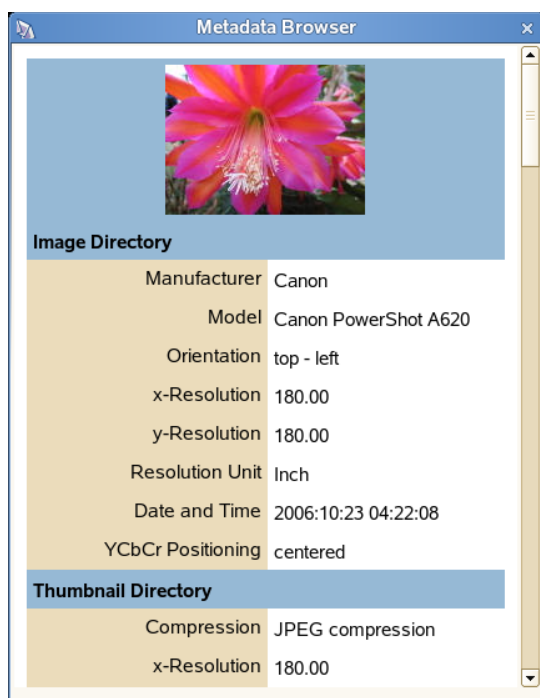 Metadata Browser
Image Directory
Manufacturer Canon
Model Canon PowerShot A620
Orientation top - left
x-Resolution 180.00
y-Resolution 180.00
Resolution Unit Inch
Date and Time 2006:10:23 04:22:08
YCbCr Positioning centered
Thumbnail Directory
Compression JPEG compression
x-Resolution 180.00